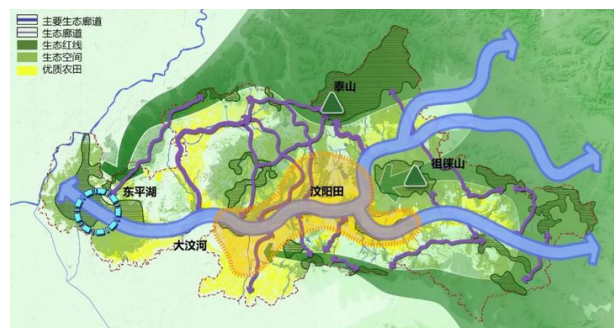 主要生态廊道
生态廊道
生态红线
生态空间
优质农田
泰山
徂徕山
东平湖
汶阳田
大汶河